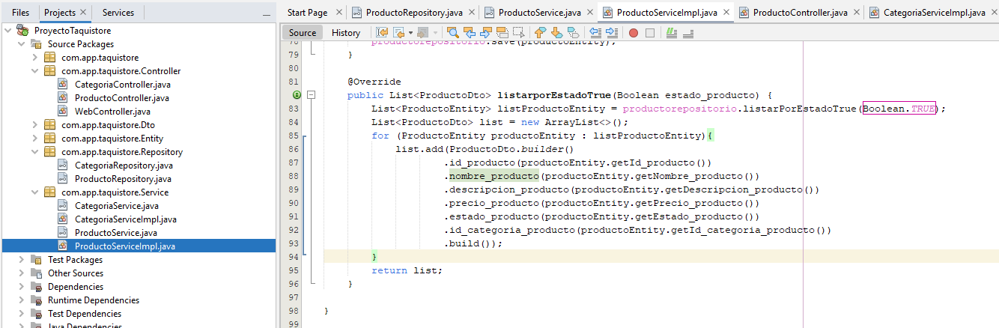 Files Projects × Services
ProyectoTaquistore
Source Packages
com.app.taquistore
com.app.taquistore.Controller
CategoriaController.java
ProductoController.java
WebController.java
com.app.taquistore.Dto
com.app.taquistore.Entity
com.app.taquistore.Repository
CategoriaRepository.java
ProductoRepository.java
com.app.taquistore.Service
CategoriaService.java
CategoriaServiceImpl.java
ProductoService.java
ProductoServiceImpl.java
Test Packages
Other Sources
Dependencies
Runtime Dependencies
Test Dependencies
Java Dependencies
Start Page × ProductoRepository.java × ProductoService.java × ProductoServiceImpl.java × ProductoController.java × CategoriaServiceImpl.java ×
Source History
78 productorepositorio.save(productoEntity);
79 }
80
81 @Override
public List<ProductoDto> listarporEstadoTrue(Boolean estado_producto) {
83 List<ProductoEntity> listProductoEntity = productorepositorio.listarPorEstadoTrue(Boolean.TRUE);
84 List<ProductoDto> list = new ArrayList<>();
85 for (ProductoEntity productoEntity : listProductoEntity){
86 list.add(ProductoDto.builder()
87 .id_producto(productoEntity.getId_producto())
88 .nombre_producto(productoEntity.getNombre_producto())
89 .descripcion_producto(productoEntity.getDescripcion_producto())
90 .precio_producto(productoEntity.getPrecio_producto())
91 .estado_producto(productoEntity.getEstado_producto())
92 .id_categoria_producto(productoEntity.getId_categoria_producto())
93 .build());
94 }
95 return list;
96 }
97
98 }
99